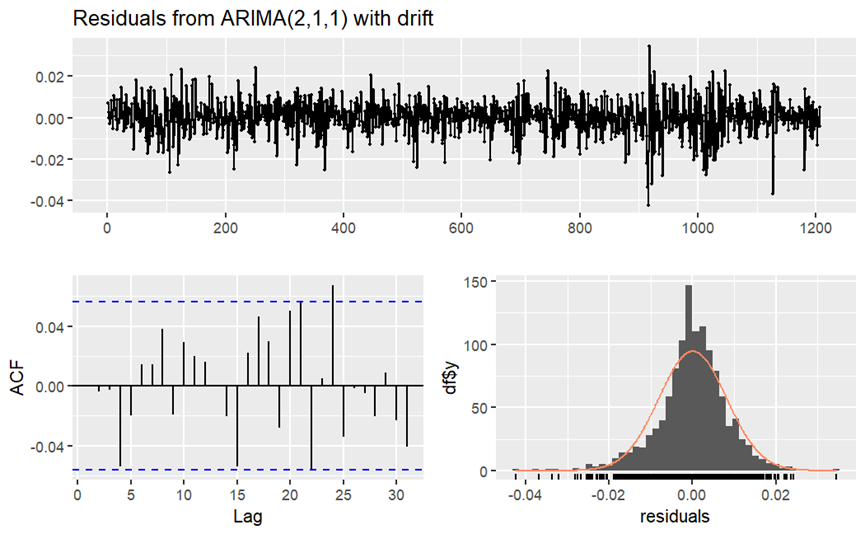 Residuals from ARIMA(2,1,1) with drift
0.02
0.00
-0.02
-0.04
0 200 400 600 800 1000 1200
ACF
0.04
0.00
-0.04
0 5 10 15 20 25 30
Lag
df$y
150
100
50
0
-0.04 -0.02 0.00 0.02
residuals